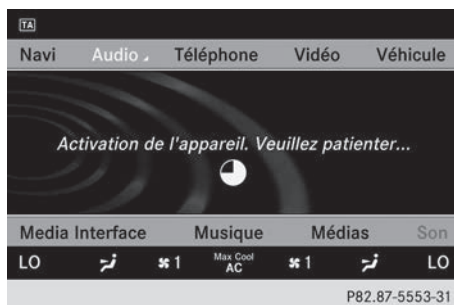 TA
Navi Audio Téléphone Vidéo Véhicule
Activation de l'appareil. Veuillez patienter...
Media Interface Musique Médias Son
LO 1 Max Cool AC 1 LO
P82.87-5553-31